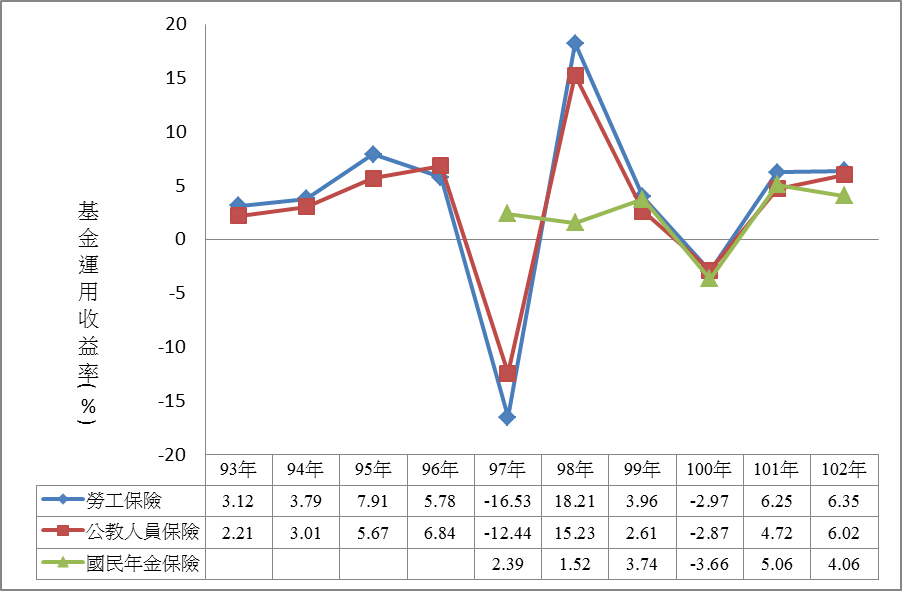 20
15
10
5
0
-5
-10
-15
-20
基金運用收益率(%)
93年 94年 95年 96年 97年 98年 99年 100年 101年 102年
勞工保險 3.12 3.79 7.91 5.78 -16.53 18.21 3.96 -2.97 6.25 6.35
公教人員保險 2.21 3.01 5.67 6.84 -12.44 15.23 2.61 -2.87 4.72 6.02
國民年金保險 2.39 1.52 3.74 -3.66 5.06 4.06